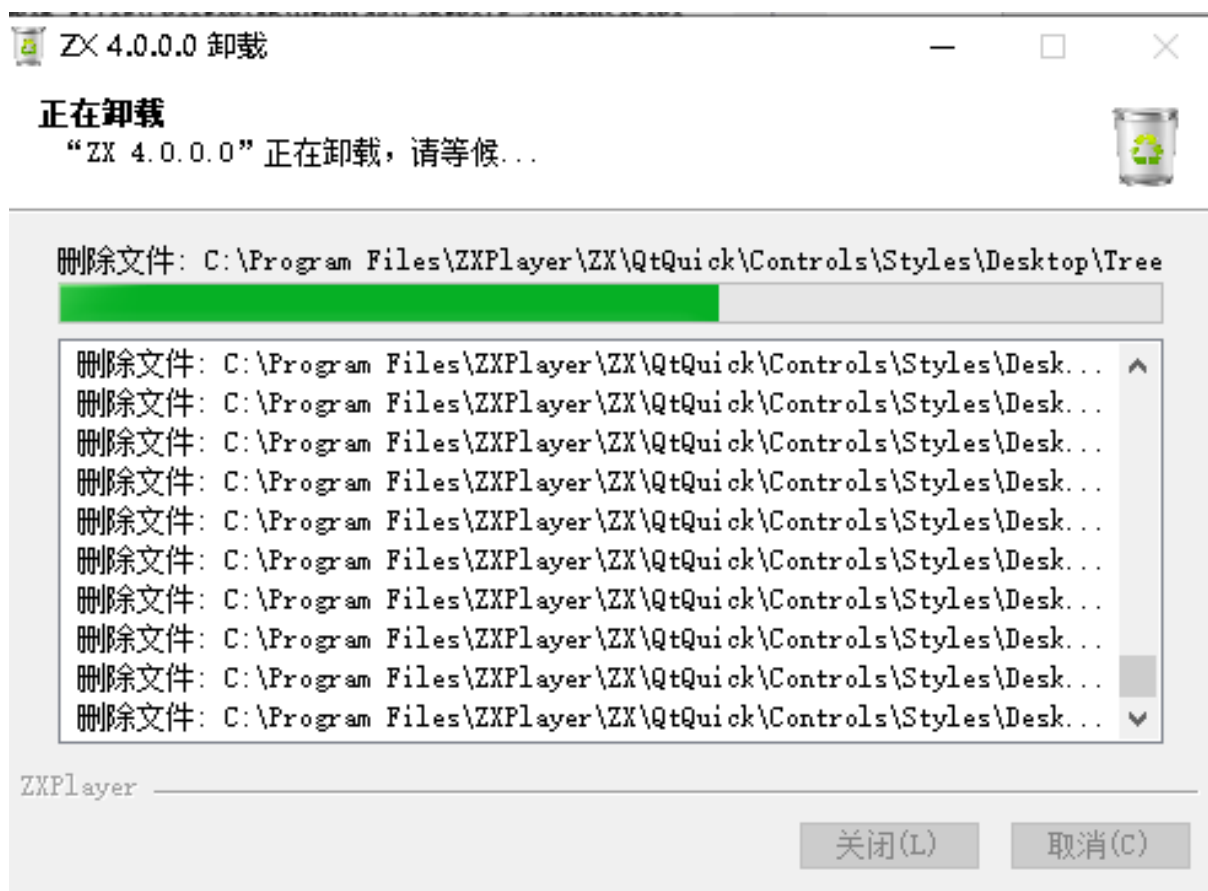 ZX 4.0.0.0 卸载
正在卸载
“ZX 4.0.0.0”正在卸载，请等候...
删除文件: C:\Program Files\ZXPlayer\ZX\QtQuick\Controls\Styles\Desktop\Tree
删除文件: C:\Program Files\ZXPlayer\ZX\QtQuick\Controls\Styles\Desk...
删除文件: C:\Program Files\ZXPlayer\ZX\QtQuick\Controls\Styles\Desk...
删除文件: C:\Program Files\ZXPlayer\ZX\QtQuick\Controls\Styles\Desk...
删除文件: C:\Program Files\ZXPlayer\ZX\QtQuick\Controls\Styles\Desk...
删除文件: C:\Program Files\ZXPlayer\ZX\QtQuick\Controls\Styles\Desk...
删除文件: C:\Program Files\ZXPlayer\ZX\QtQuick\Controls\Styles\Desk...
删除文件: C:\Program Files\ZXPlayer\ZX\QtQuick\Controls\Styles\Desk...
删除文件: C:\Program Files\ZXPlayer\ZX\QtQuick\Controls\Styles\Desk...
删除文件: C:\Program Files\ZXPlayer\ZX\QtQuick\Controls\Styles\Desk...
删除文件: C:\Program Files\ZXPlayer\ZX\QtQuick\Controls\Styles\Desk...
ZXPlayer
关闭(L) 取消(C)